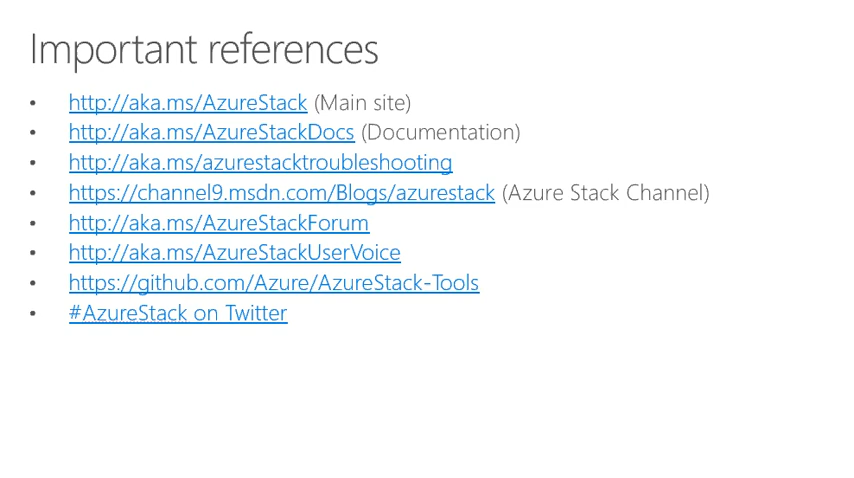 Important references
• http://aka.ms/AzureStack (Main site)
• http://aka.ms/AzureStackDocs (Documentation)
• http://aka.ms/azurestacktroubleshooting
• https://channel9.msdn.com/Blogs/azurestack (Azure Stack Channel)
• http://aka.ms/AzureStackForum
• http://aka.ms/AzureStackUserVoice
• https://github.com/Azure/AzureStack-Tools
• #AzureStack on Twitter